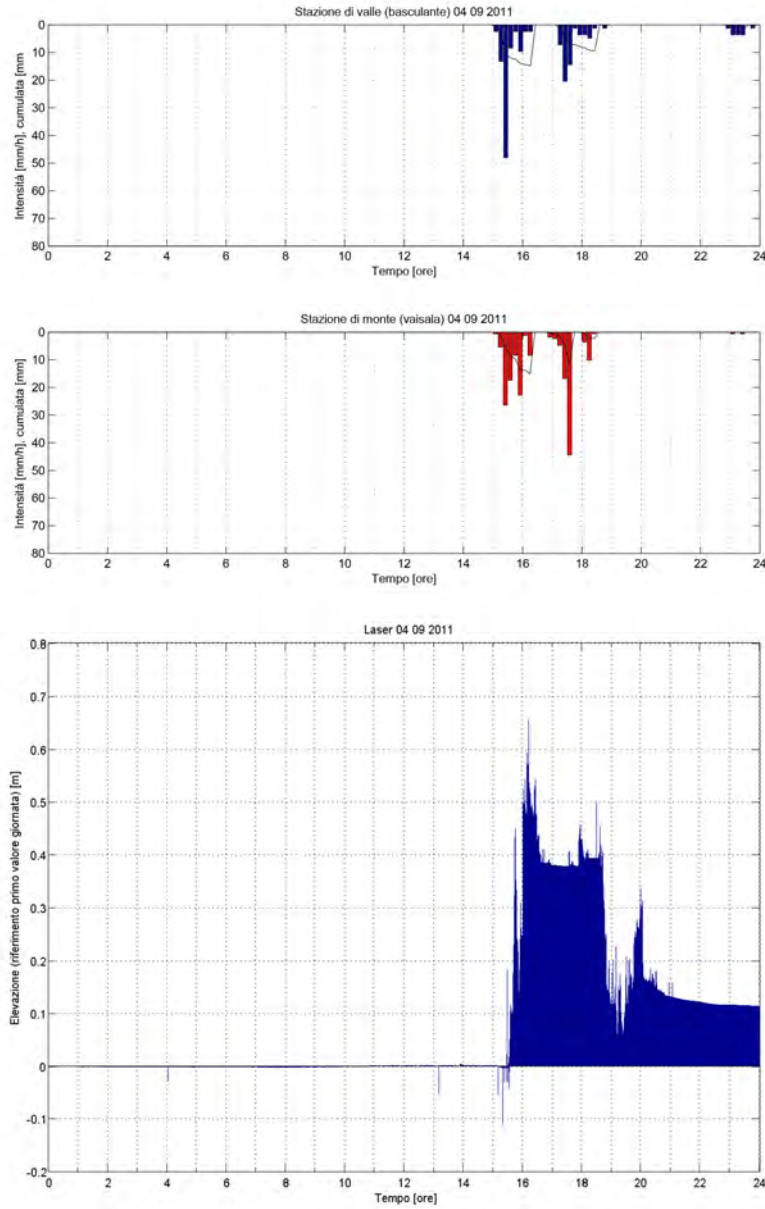 Stazione di valle (basculante) 04 09 2011
Intensità [mm/h], cumulata [mm
0
10
20
30
40
50
60
70
80
0 2 4 6 8 10 12 14 16 18 20 22 24
Tempo [ore]
Stazione di monte (vaisala) 04 09 2011
Intensità [mm/h], cumulata [mm]
0
10
20
30
40
50
60
70
80
0 2 4 6 8 10 12 14 16 18 20 22 24
Tempo [ore]
Laser 04 09 2011
Elevazione (riferimento primo valore giornata) [m]
0.8
0.7
0.6
0.5
0.4
0.3
0.2
0.1
0
-0.1
-0.2
0 2 4 6 8 10 12 14 16 18 20 22 24
Tempo [ore]